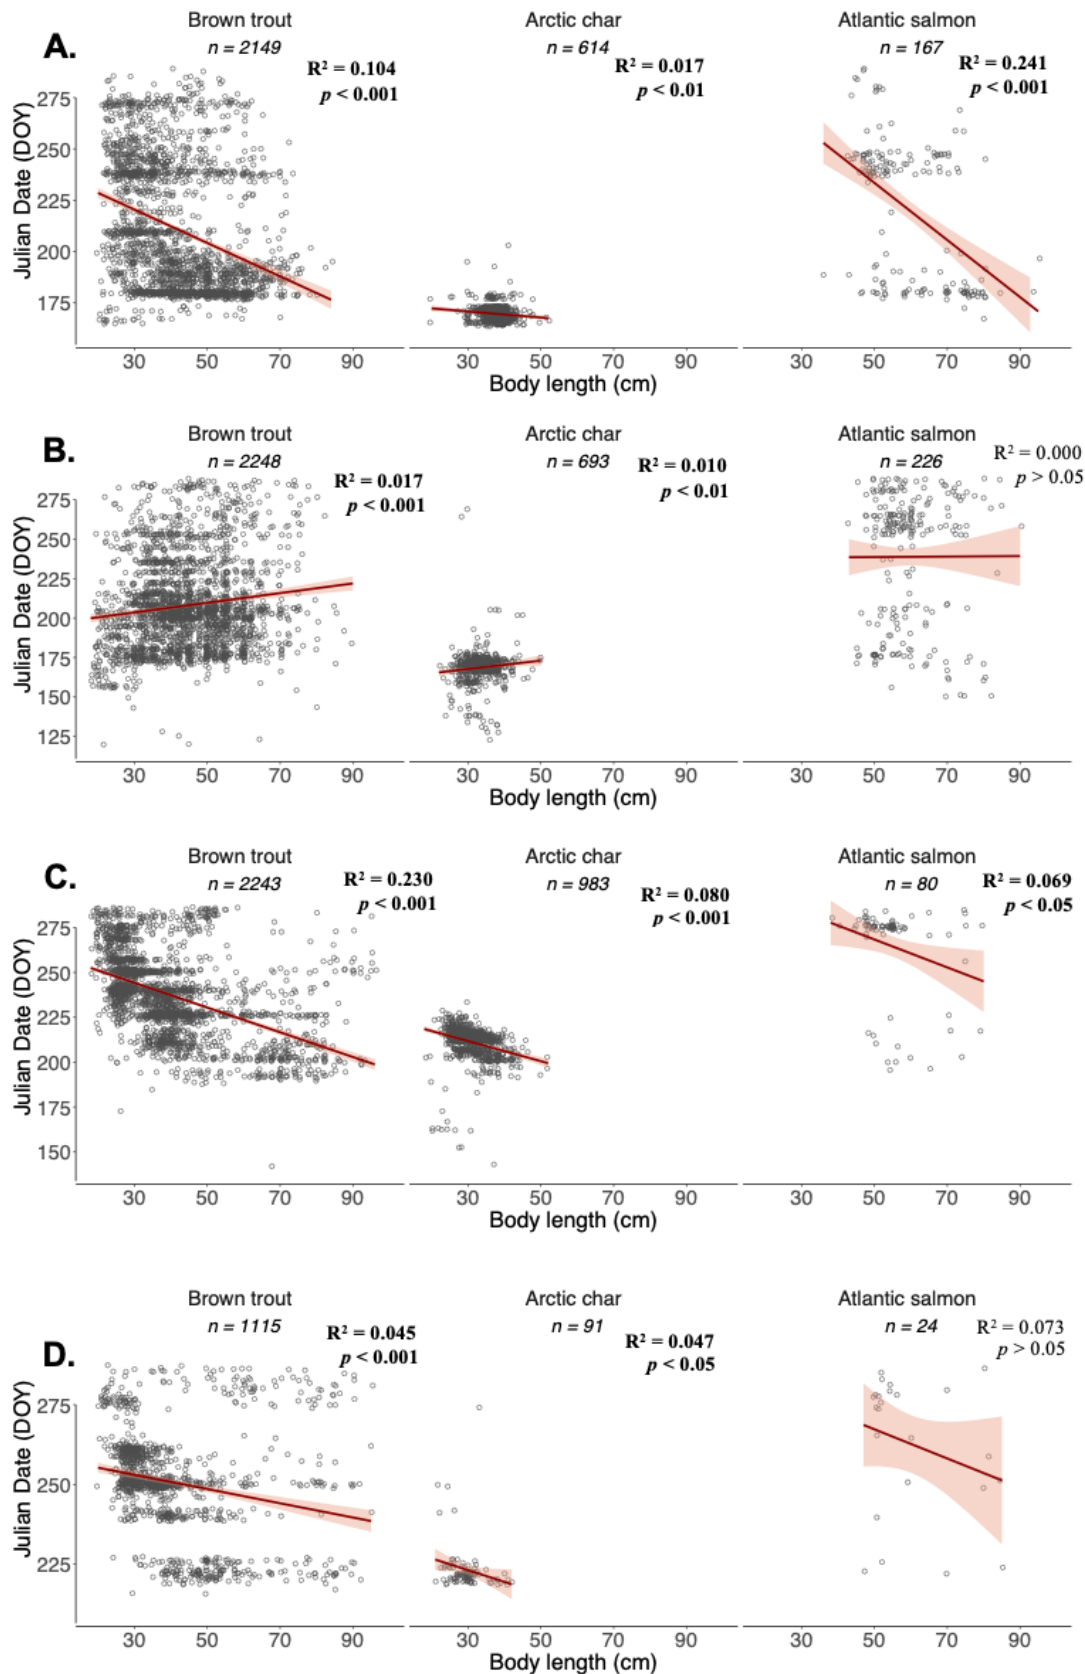 Brown trout Arctic char Atlantic salmon
A. n = 2149 n = 614 n = 167
R² = 0.104 R² = 0.017 R² = 0.241
p < 0.001 p < 0.01 p < 0.001
Julian Date (DOY)
275
250
225
200
175
30 50 70 90 30 50 70 90 30 50 70 90
Body length (cm)
Brown trout Arctic char Atlantic salmon
B. n = 2248 n = 693 n = 226
R² = 0.017 R² = 0.010 R² = 0.000
p < 0.001 p < 0.01 p > 0.05
Julian Date (DOY)
275
250
225
200
175
150
125
30 50 70 90 30 50 70 90 30 50 70 90
Body length (cm)
Brown trout Arctic char Atlantic salmon
C. n = 2243 n = 983 n = 80
R² = 0.230 R² = 0.080 R² = 0.069
p < 0.001 p < 0.001 p < 0.05
Julian Date (DOY)
275
250
225
200
175
150
30 50 70 90 30 50 70 90 30 50 70 90
Body length (cm)
Brown trout Arctic char Atlantic salmon
D. n = 1115 n = 91 n = 24
R² = 0.045 R² = 0.047 R² = 0.073
p < 0.001 p < 0.05 p > 0.05
Julian Date (DOY)
275
250
225
30 50 70 90 30 50 70 90 30 50 70 90
Body length (cm)